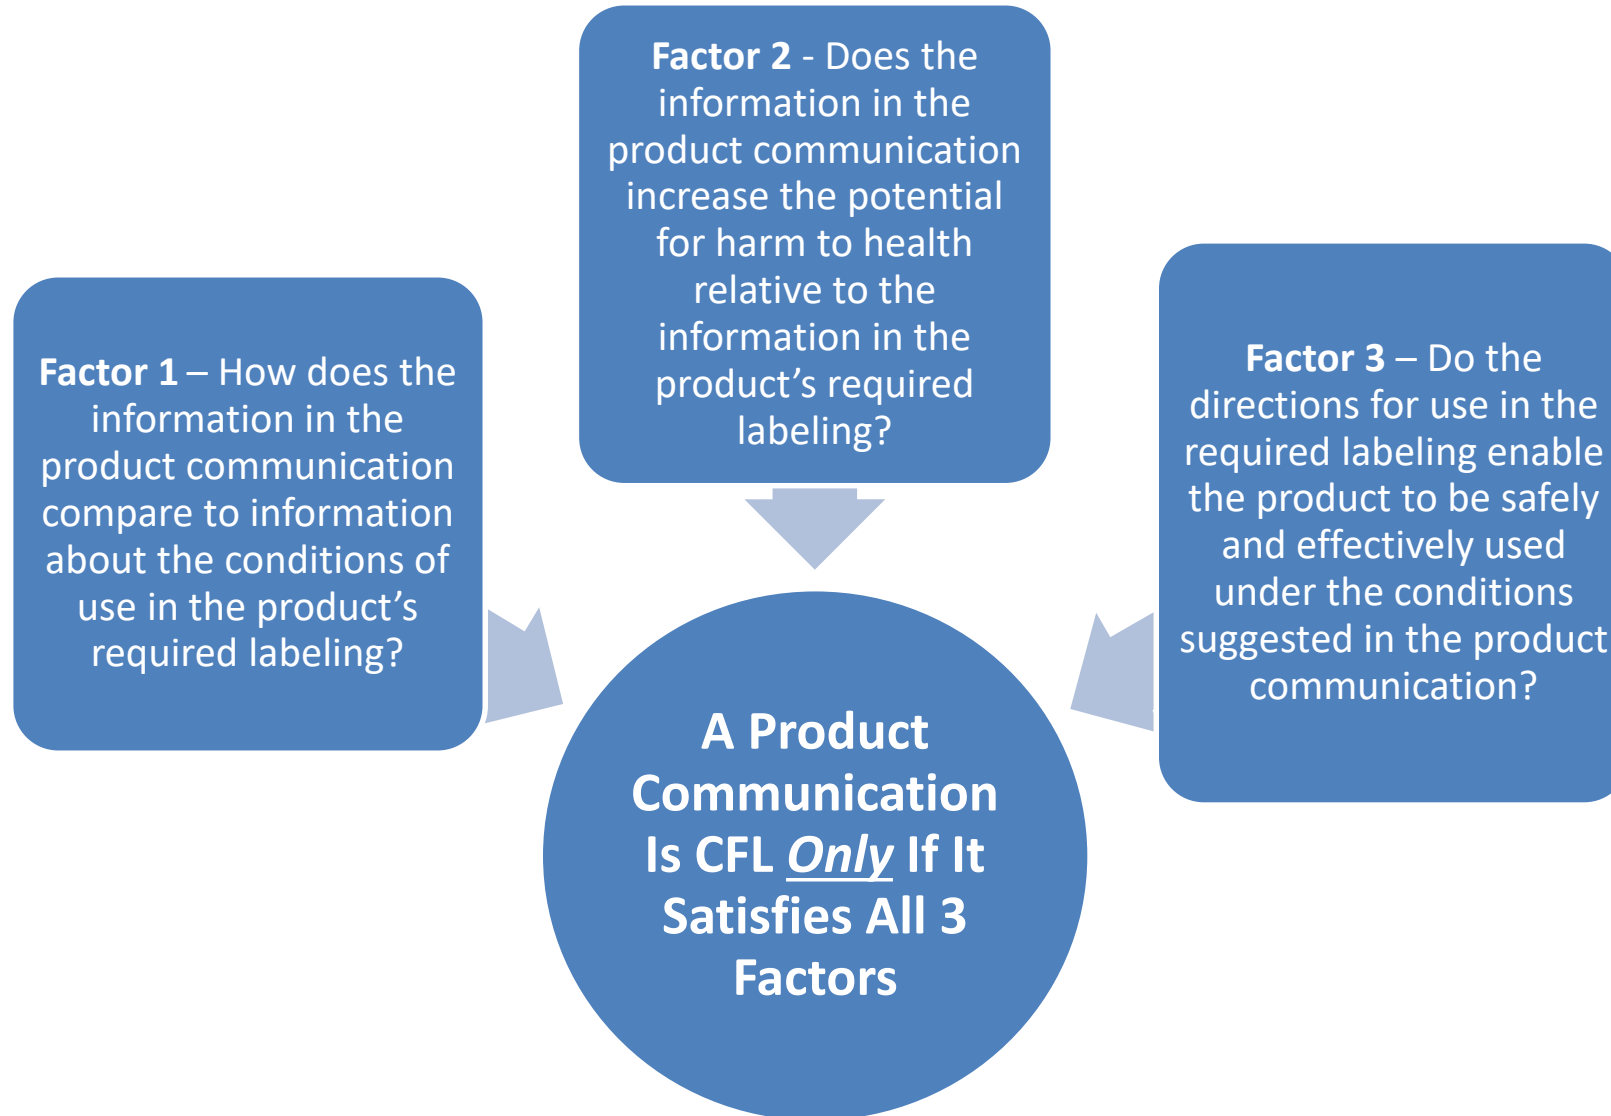 Factor 1 – How does the
information in the
product communication
compare to information
about the conditions of
use in the product’s
required labeling?
Factor 2 - Does the
information in the
product communication
increase the potential
for harm to health
relative to the
information in the
product’s required
labeling?
Factor 3 – Do the
directions for use in the
required labeling enable
the product to be safely
and effectively used
under the conditions
suggested in the product
communication?
A Product
Communication
Is CFL Only If It
Satisfies All 3
Factors